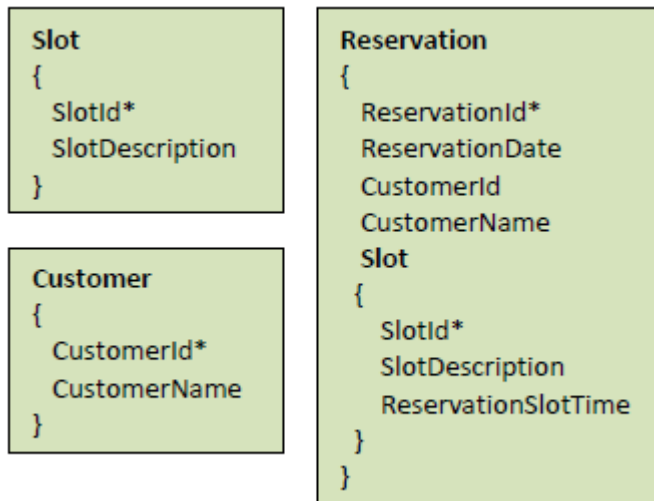 Slot
{
SlotId*
SlotDescription
}
Customer
{
CustomerId*
CustomerName
}
Reservation
{
ReservationId*
ReservationDate
CustomerId
CustomerName
Slot
{
SlotId*
SlotDescription
ReservationSlotTime
}
}